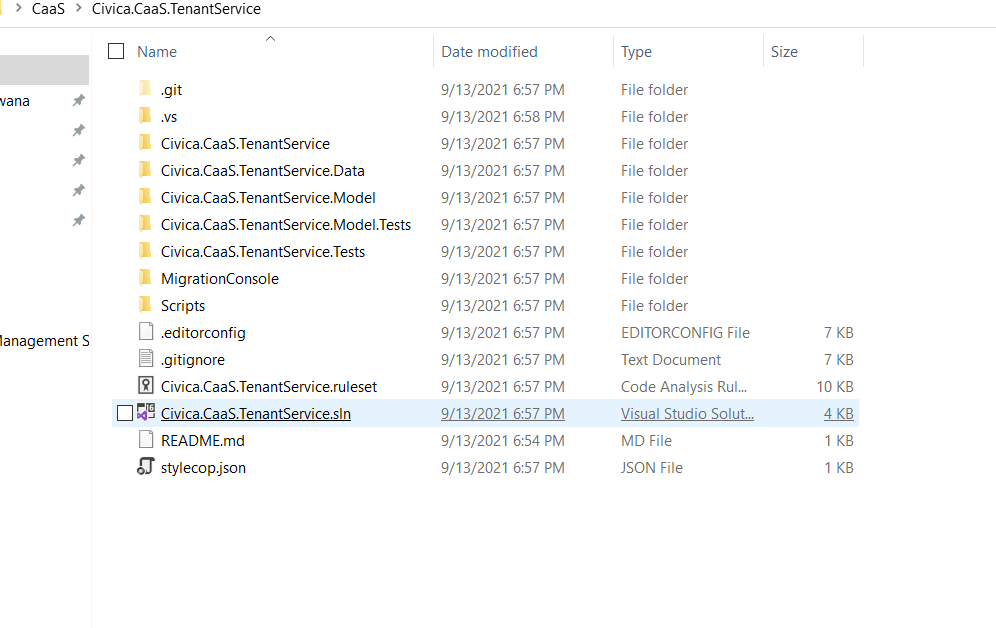 CaaS > Civica.CaaS.TenantService
Name Date modified Type Size
.git 9/13/2021 6:57 PM File folder
wana
.vs 9/13/2021 6:58 PM File folder
Civica.CaaS.TenantService 9/13/2021 6:57 PM File folder
Civica.CaaS.TenantService.Data 9/13/2021 6:57 PM File folder
Civica.CaaS.TenantService.Model 9/13/2021 6:57 PM File folder
Civica.CaaS.TenantService.Model.Tests 9/13/2021 6:57 PM File folder
Civica.CaaS.TenantService.Tests 9/13/2021 6:57 PM File folder
MigrationConsole 9/13/2021 6:57 PM File folder
Scripts 9/13/2021 6:57 PM File folder
.editorconfig 9/13/2021 6:57 PM EDITORCONFIG File 7 KB
anagement S
.gitignore 9/13/2021 6:57 PM Text Document 7 KB
Civica.CaaS.TenantService.ruleset 9/13/2021 6:57 PM Code Analysis Rul... 10 KB
Civica.CaaS.TenantService.sln 9/13/2021 6:57 PM Visual Studio Solut... 4 KB
README.md 9/13/2021 6:54 PM MD File 1 KB
stylecop.json 9/13/2021 6:57 PM JSON File 1 KB